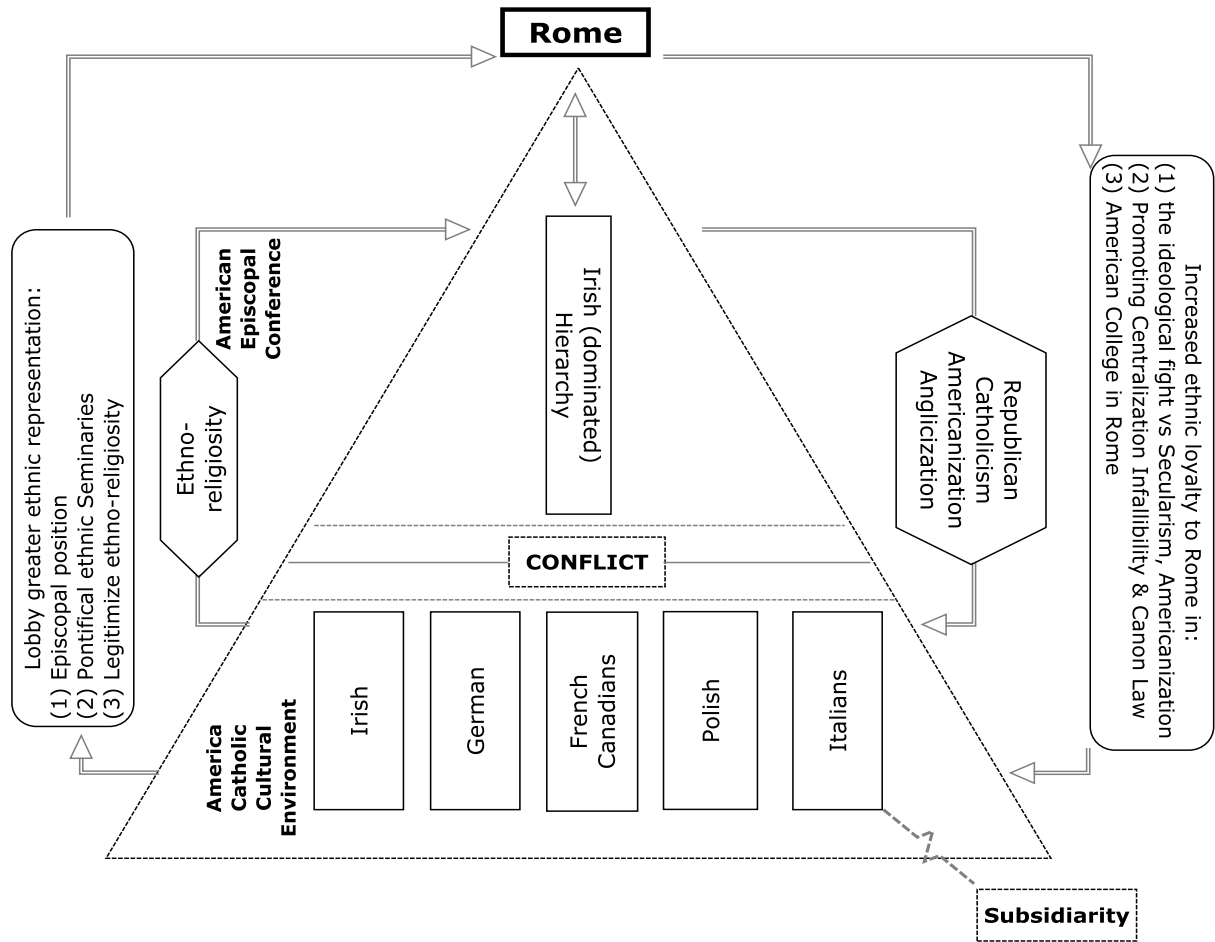 Rome
Lobby greater ethnic representation:
(1) Episcopal position
(2) Pontifical ethnic Seminaries
(3) Legitimize ethno-religiosity
Ethno-
religiosity
American
Episcopal
Conference
Irish (dominated)
Hierarchy
Republican
Catholicism
Americanization
Anglicization
Increased ethnic loyalty to Rome in:
(1) the ideological fight vs Secularism, Americanization
(2) Promoting Centralization Infallibility & Canon Law
(3) American College in Rome
CONFLICT
America
Catholic
Cultural
Environment
Irish
German
French
Canadians
Polish
Italians
Subsidiarity